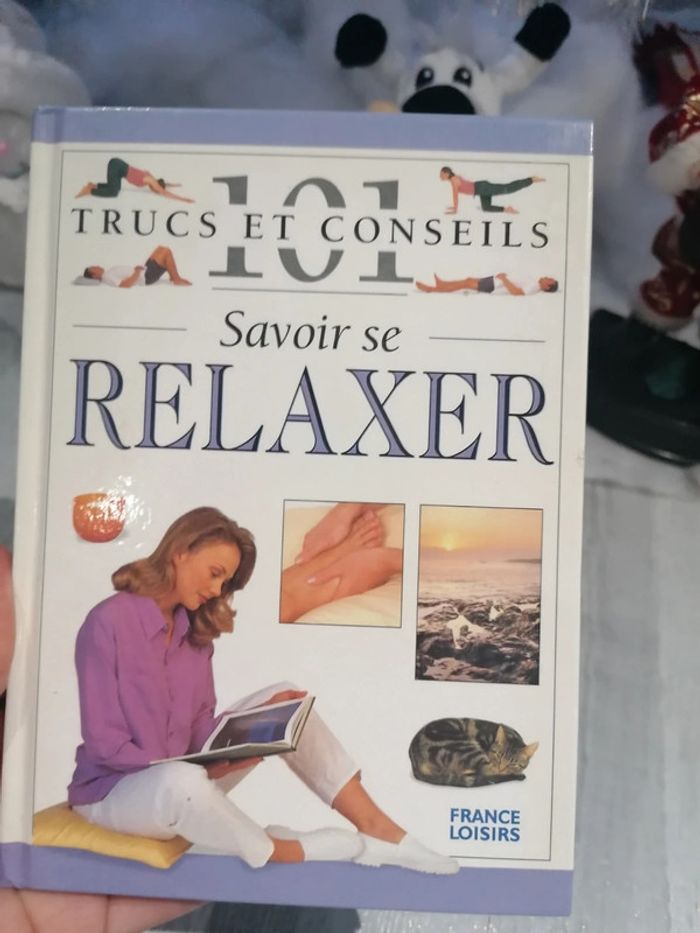 101
TRUCS ET CONSEILS
Savoir se
RELAXER
FRANCE
LOISIRS